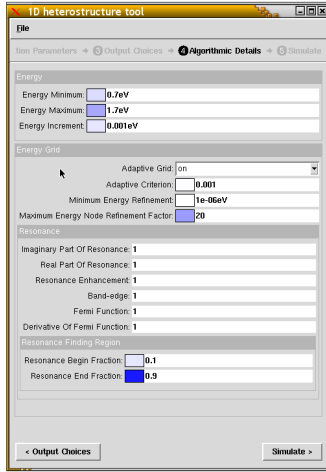 1D heterostructure tool
File
tion Parameters → 3 Output Choices → 4 Algorithmic Details → 5 Simulate
Energy
Energy Minimum: 0.7eV
Energy Maximum: 1.7eV
Energy Increment: 0.001eV
Energy Grid
Adaptive Grid: on
Adaptive Criterion: 0.001
Minimum Energy Refinement: 1e-06eV
Maximum Energy Node Refinement Factor: 20
Resonance
Imaginary Part Of Resonance: 1
Real Part Of Resonance: 1
Resonance Enhancement: 1
Band-edge: 1
Fermi Function: 1
Derivative Of Fermi Function: 1
Resonance Finding Region
Resonance Begin Fraction: 0.1
Resonance End Fraction: 0.9
< Output Choices
Simulate >